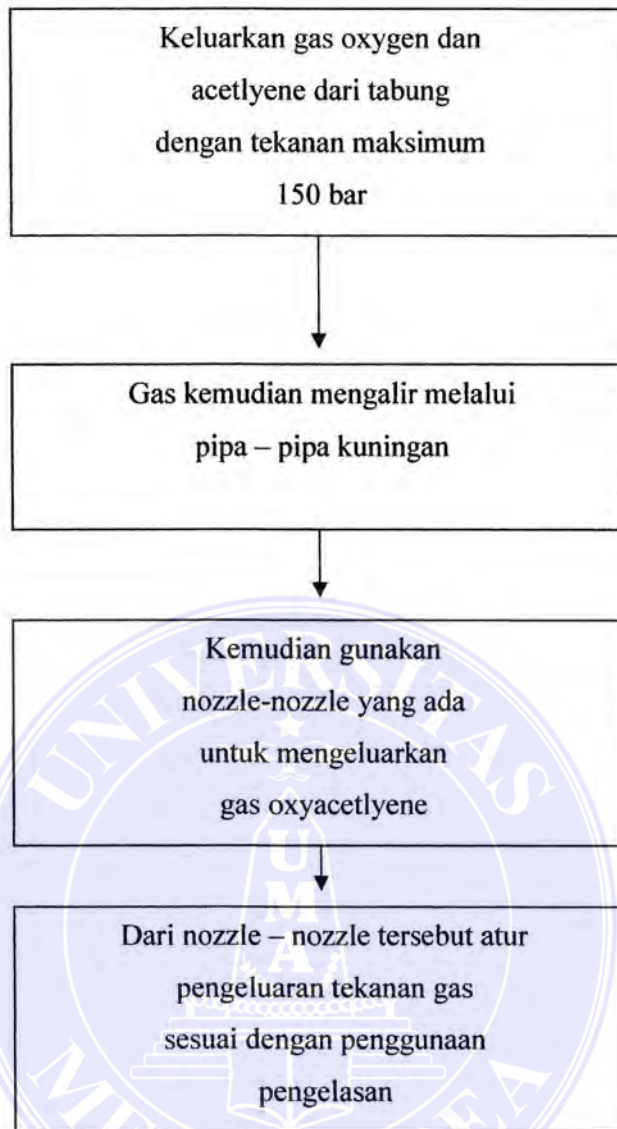 Keluarkan gas oxygen dan
acetlyene dari tabung
dengan tekanan maksimum
150 bar
Gas kemudian mengalir melalui
pipa – pipa kuningan
Kemudian gunakan
nozzle-nozzle yang ada
untuk mengeluarkan
gas oxyacetlyene
Dari nozzle – nozzle tersebut atur
pengeluaran tekanan gas
sesuai dengan penggunaan
pengelasan
UNIVERSITAS
UMA